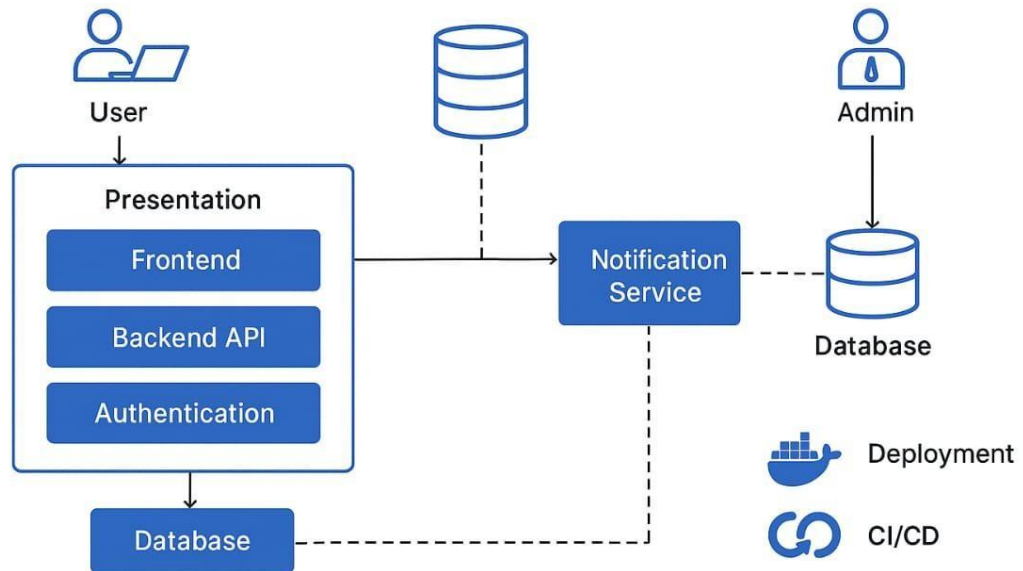 User
Admin
Presentation
Frontend
Backend API
Authentication
Notification
Service
Database
Database
Deployment
CI/CD